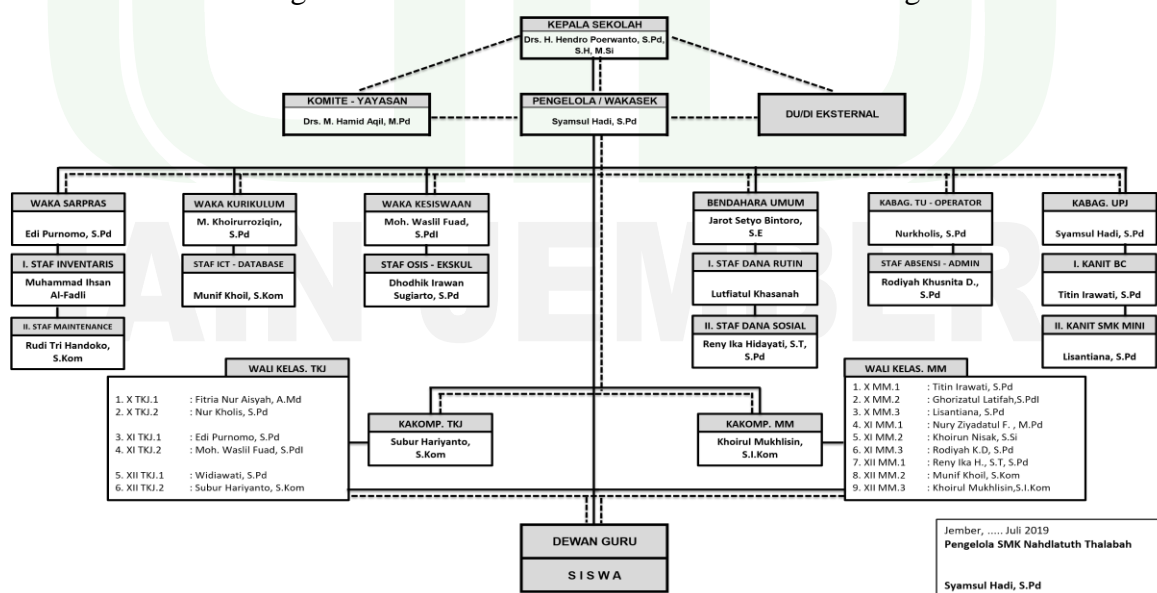 KEPALA SEKOLAH
Drs. H. Hendro Poerwanto, S.Pd,
S.H, M.Si
KOMITE - YAYASAN
Drs. M. Hamid Aqil, M.Pd
PENGELOLA / WAKASEK
Syamsul Hadi, S.Pd
DU/DI EKSTERNAL
WAKA SARPRAS
Edi Purnomo, S.Pd
I. STAF INVENTARIS
Muhammad Ihsan
Al-Fadli
II. STAF MAINTENANCE
Rudi Tri Handoko,
S.Kom
WAKA KURIKULUM
M. Khoirurroziqin,
S.Pd
STAF ICT - DATABASE
Munif Khoil, S.Kom
WAKA KESISWAAN
Moh. Waslil Fuad,
S.PdI
STAF OSIS - EKSKUL
Dhodhik Irawan
Sugiarto, S.Pd
BENDAHARA UMUM
Jarot Setyo Bintoro,
S.E
I. STAF DANA RUTIN
Lutfiatul Khasanah
II. STAF DANA SOSIAL
Reny Ika Hidayati, S.T,
S.Pd
KABAG. TU - OPERATOR
Nurkholis, S.Pd
STAF ABSENSI - ADMIN
Rodiyah Khusnita D.,
S.Pd
KABAG. UPJ
Syamsul Hadi, S.Pd
I. KANIT BC
Titin Irawati, S.Pd
II. KANIT SMK MINI
Lisantiana, S.Pd
WALI KELAS. TKJ
1. X TKJ.1 : Fitria Nur Aisyah, A.Md
2. X TKJ.2 : Nur Kholis, S.Pd
3. XI TKJ.1 : Edi Purnomo, S.Pd
4. XI TKJ.2 : Moh. Waslil Fuad, S.PdI
5. XII TKJ.1 : Widiawati, S.Pd
6. XII TKJ.2 : Subur Hariyanto, S.Kom
KAKOMP. TKJ
Subur Hariyanto,
S.Kom
KAKOMP. MM
Khoirul Mukhlisin,
S.I.Kom
WALI KELAS. MM
1. X MM.1 : Titin Irawati, S.Pd
2. X MM.2 : Ghorizatul Latifah,S.PdI
3. X MM.3 : Lisantiana, S.Pd
4. XI MM.1 : Nury Ziyadatul F. , M.Pd
5. XI MM.2 : Khoirun Nisak, S.Si
6. XI MM.3 : Rodiyah K.D, S.Pd
7. XII MM.1 : Reny Ika H., S.T, S.Pd
8. XII MM.2 : Munif Khoil, S.Kom
9. XII MM.3 : Khoirul Mukhlisin,S.I.Kom
DEWAN GURU
S I S W A
Jember, ..... Juli 2019
Pengelola SMK Nahdlatuth Thalabah
Syamsul Hadi, S.Pd
IAIN JEMBER